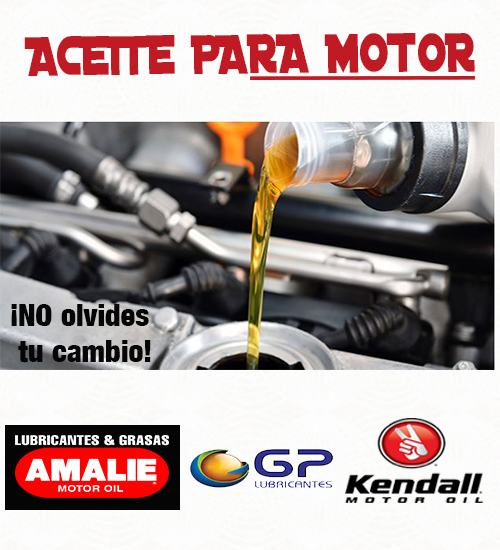 ACEITE PARA MOTOR
¡NO olvides
tu cambio!
LUBRICANTES & GRASAS
AMALIE
MOTOR OIL
GP
LUBRICANTES
Kendall
MOTOR OIL